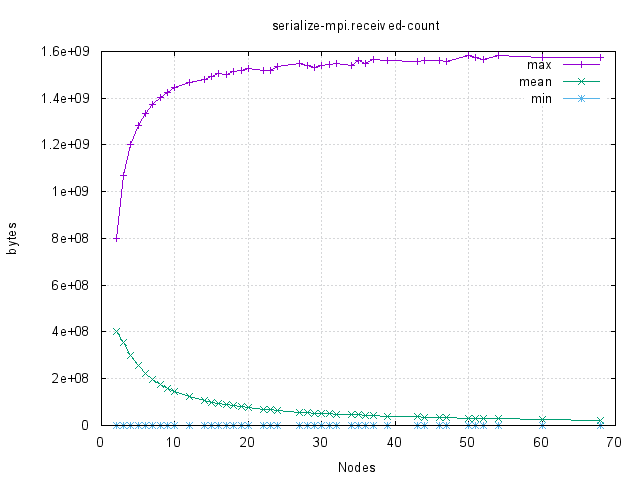 serialize-mpi.received-count
1.6e+09
max
mean
min
1.4e+09
1.2e+09
1e+09
8e+08
6e+08
4e+08
2e+08
0
bytes
0 10 20 30 40 50 60 70
Nodes